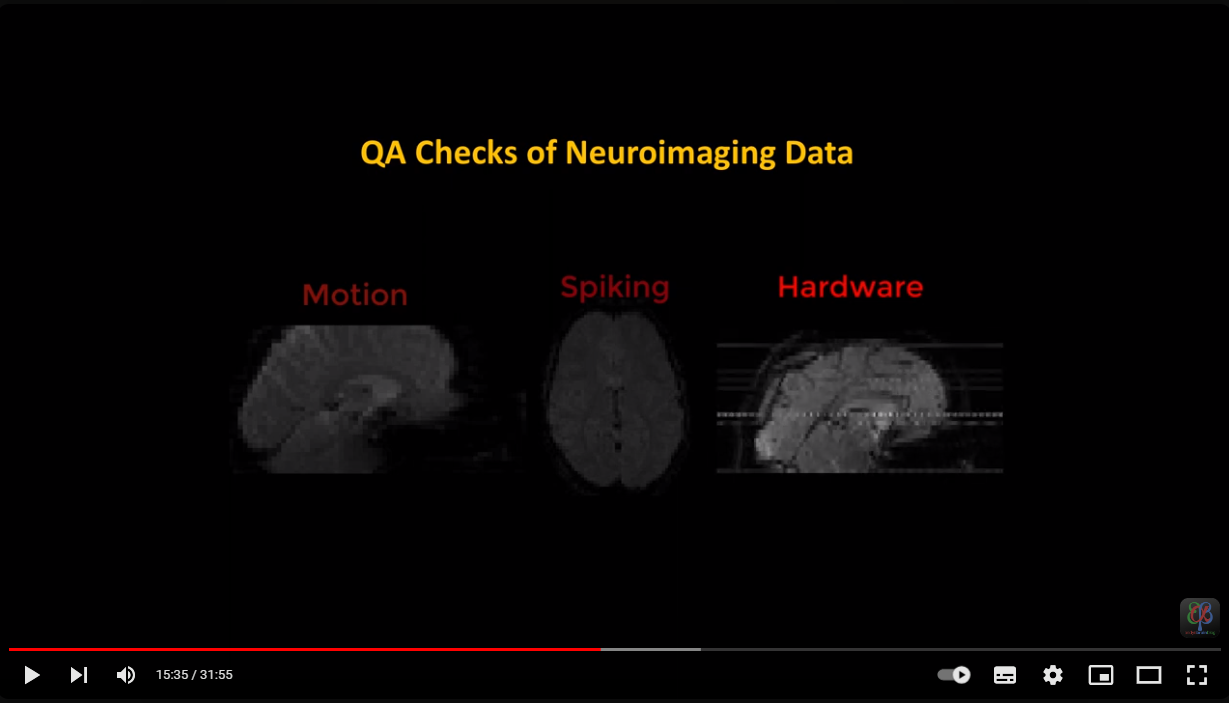 QA Checks of Neuroimaging Data
Motion
Spiking
Hardware
15:35 / 31:55